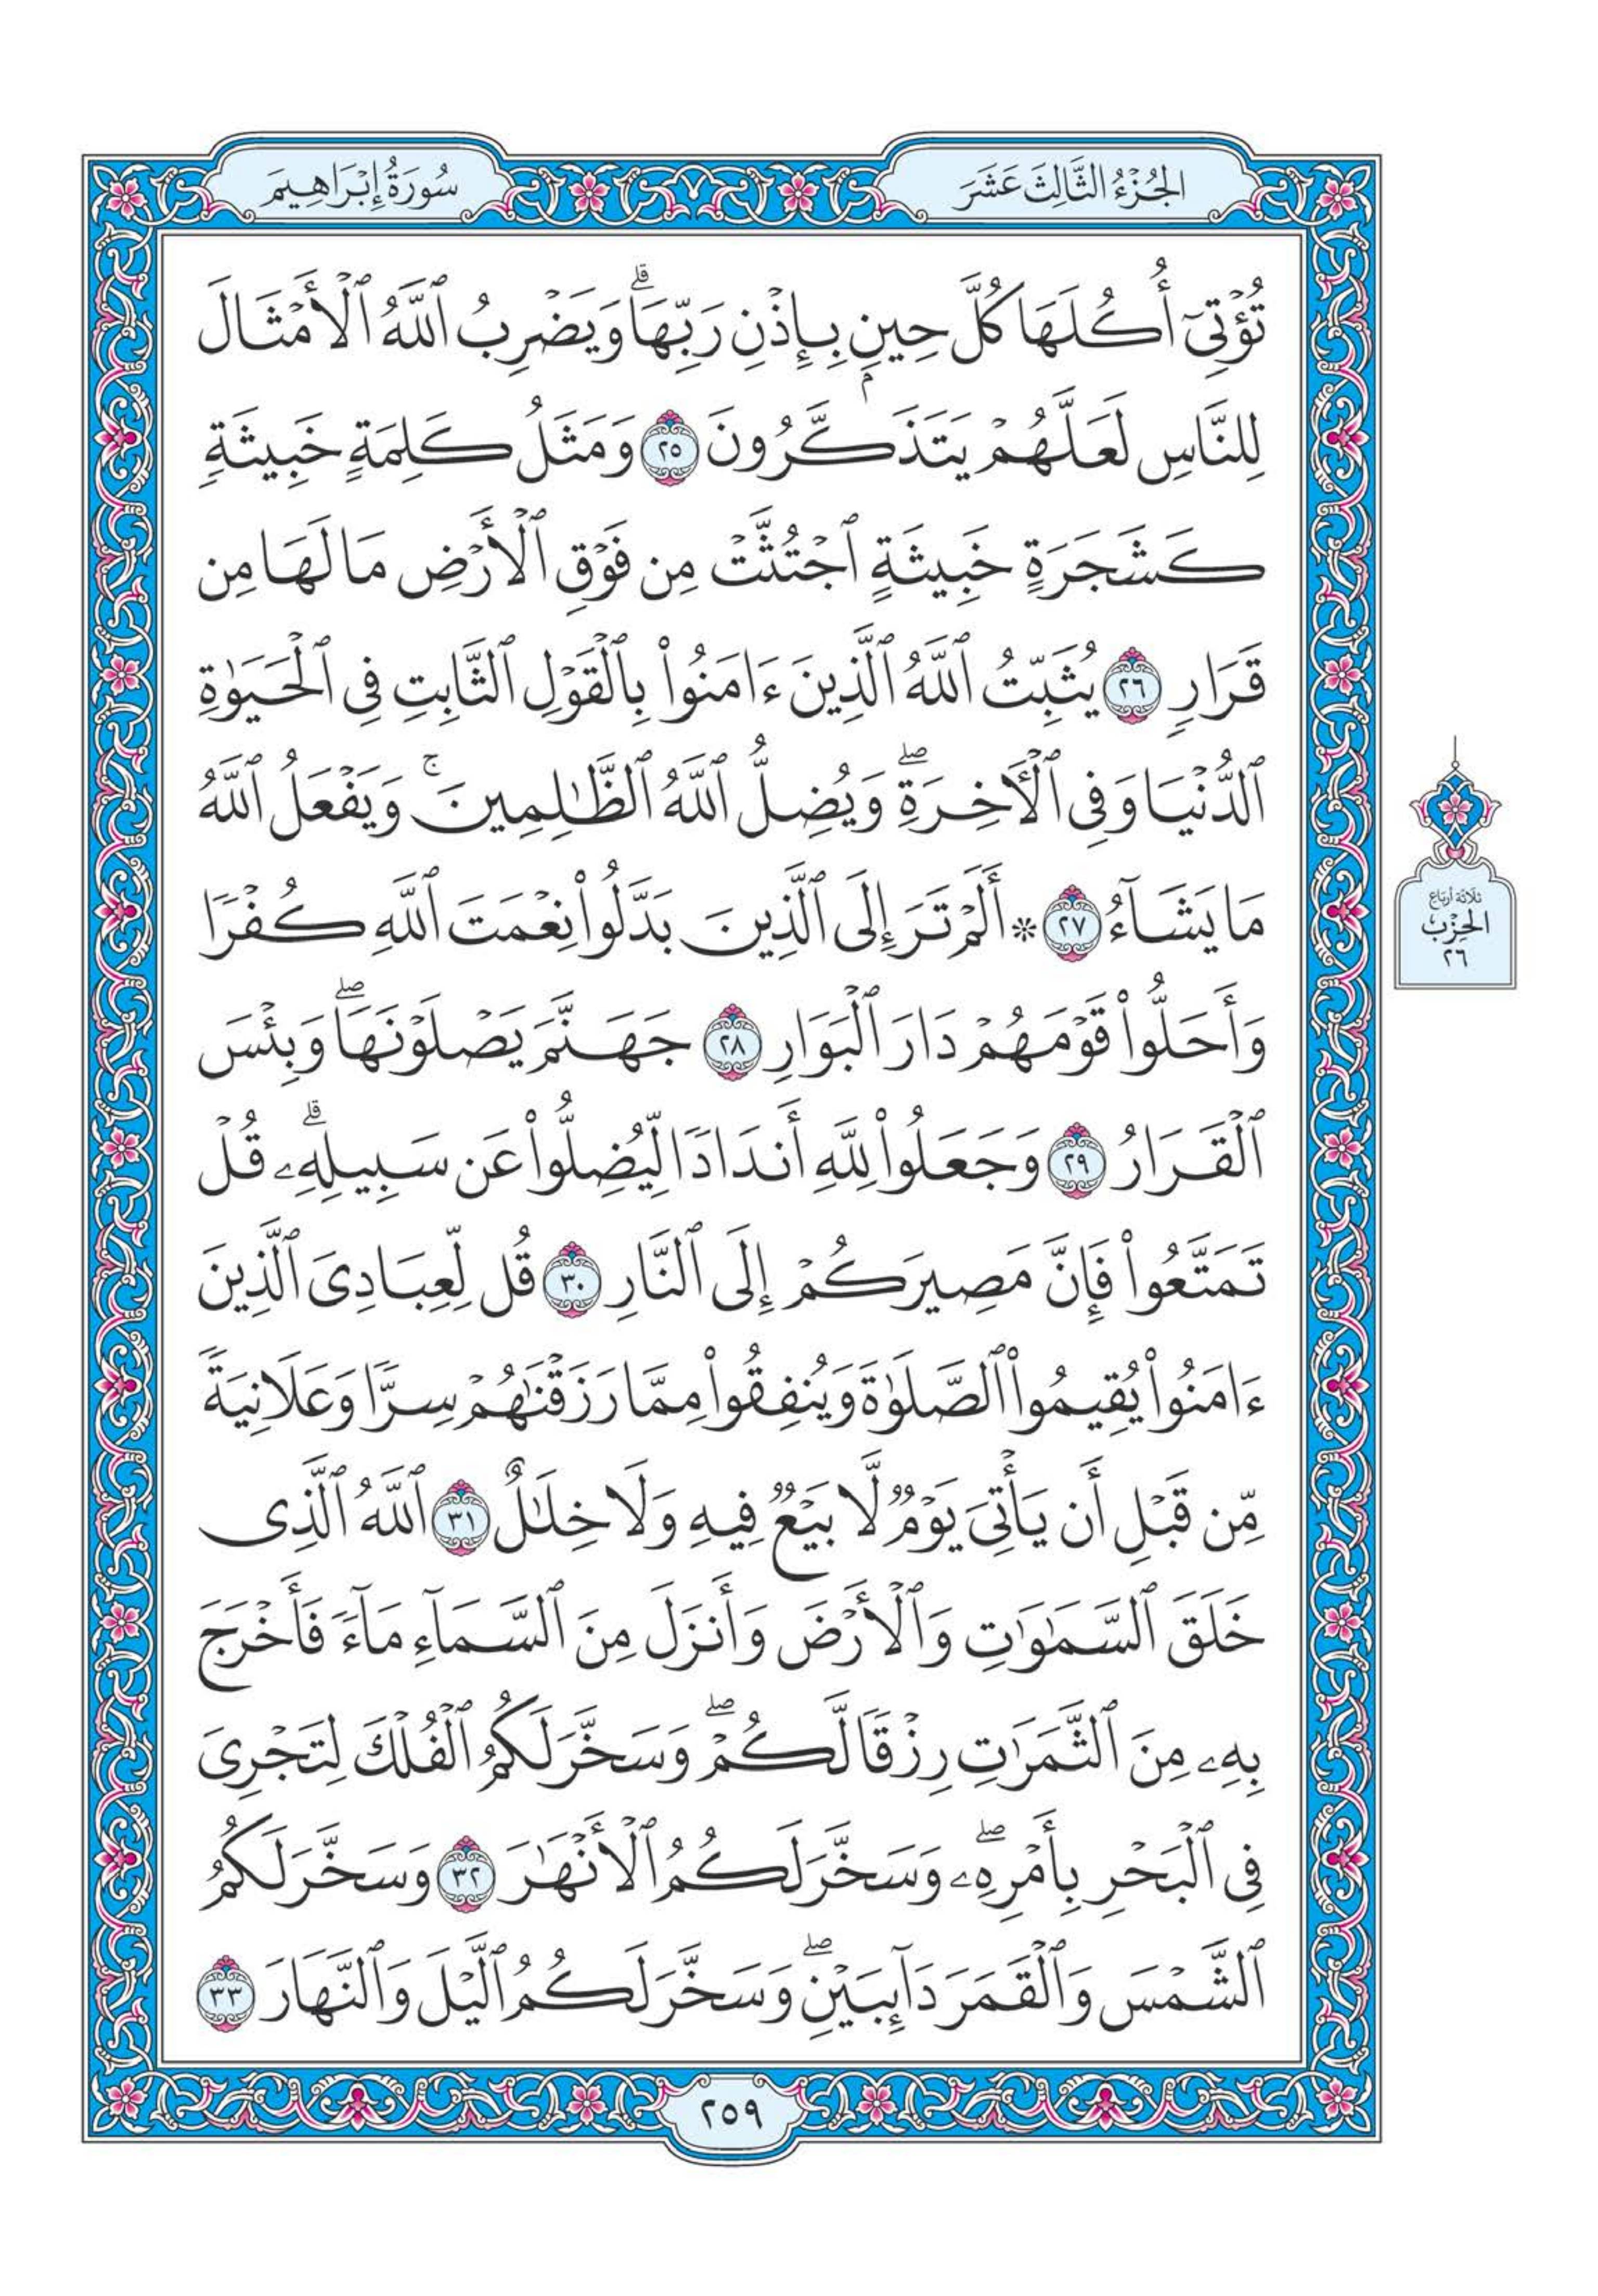 الجُزْءُ الثَّالِثَ عَشَرَ
سُورَةُ إِبْرَاهِيمَ
تُؤْتِىٓ أُكُلَهَا كُلَّ حِينِۭ بِإِذْنِ رَبِّهَاۗ وَيَضْرِبُ ٱللَّهُ ٱلْأَمْثَالَ
لِلنَّاسِ لَعَلَّهُمْ يَتَذَكَّرُونَ ٢٥ وَمَثَلُ كَلِمَةٍ خَبِيثَةٍ
كَشَجَرَةٍ خَبِيثَةٍ ٱجْتُثَّتْ مِن فَوْقِ ٱلْأَرْضِ مَا لَهَا مِن
قَرَارٍ ٢٦ يُثَبِّتُ ٱللَّهُ ٱلَّذِينَ ءَامَنُوا۟ بِٱلْقَوْلِ ٱلثَّابِتِ فِى ٱلْحَيَوٰةِ
ٱلدُّنْيَا وَفِى ٱلْأَخِرَةِۖ وَيُضِلُّ ٱللَّهُ ٱلظَّـٰلِمِينَۚ وَيَفْعَلُ ٱللَّهُ
مَا يَشَآءُ ٢٧ * أَلَمْ تَرَ إِلَى ٱلَّذِينَ بَدَّلُوا۟ نِعْمَتَ ٱللَّهِ كُفْرًا
وَأَحَلُّوا۟ قَوْمَهُمْ دَارَ ٱلْبَوَارِ ٢٨ جَهَنَّمَ يَصْلَوْنَهَاۖ وَبِئْسَ
ٱلْقَرَارُ ٢٩ وَجَعَلُوا۟ لِلَّهِ أَندَادًا لِّيُضِلُّوا۟ عَن سَبِيلِهِۦۗ قُلْ
تَمَتَّعُوا۟ فَإِنَّ مَصِيرَكُمْ إِلَى ٱلنَّارِ ٣٠ قُل لِّعِبَادِىَ ٱلَّذِينَ
ءَامَنُوا۟ يُقِيمُوا۟ ٱلصَّلَوٰةَ وَيُنفِقُوا۟ مِمَّا رَزَقْنَـٰهُمْ سِرًّا وَعَلَانِيَةً
مِّن قَبْلِ أَن يَأْتِىَ يَوْمٌ لَّا بَيْعٌ فِيهِ وَلَا خِلَـٰلٌ ٣١ ٱللَّهُ ٱلَّذِى
خَلَقَ ٱلسَّمَـٰوَٰتِ وَٱلْأَرْضَ وَأَنزَلَ مِنَ ٱلسَّمَآءِ مَآءً فَأَخْرَجَ
بِهِۦ مِنَ ٱلثَّمَرَٰتِ رِزْقًا لَّكُمْۖ وَسَخَّرَ لَكُمُ ٱلْفُلْكَ لِتَجْرِىَ
فِى ٱلْبَحْرِ بِأَمْرِهِۦۖ وَسَخَّرَ لَكُمُ ٱلْأَنْهَـٰرَ ٣٢ وَسَخَّرَ لَكُمُ
ٱلشَّمْسَ وَٱلْقَمَرَ دَآئِبَيْنِۖ وَسَخَّرَ لَكُمُ ٱلَّيْلَ وَٱلنَّهَارَ ٣٣
ثلاثة أرباع
الحِزْبُ
٢٦
٢٥٩